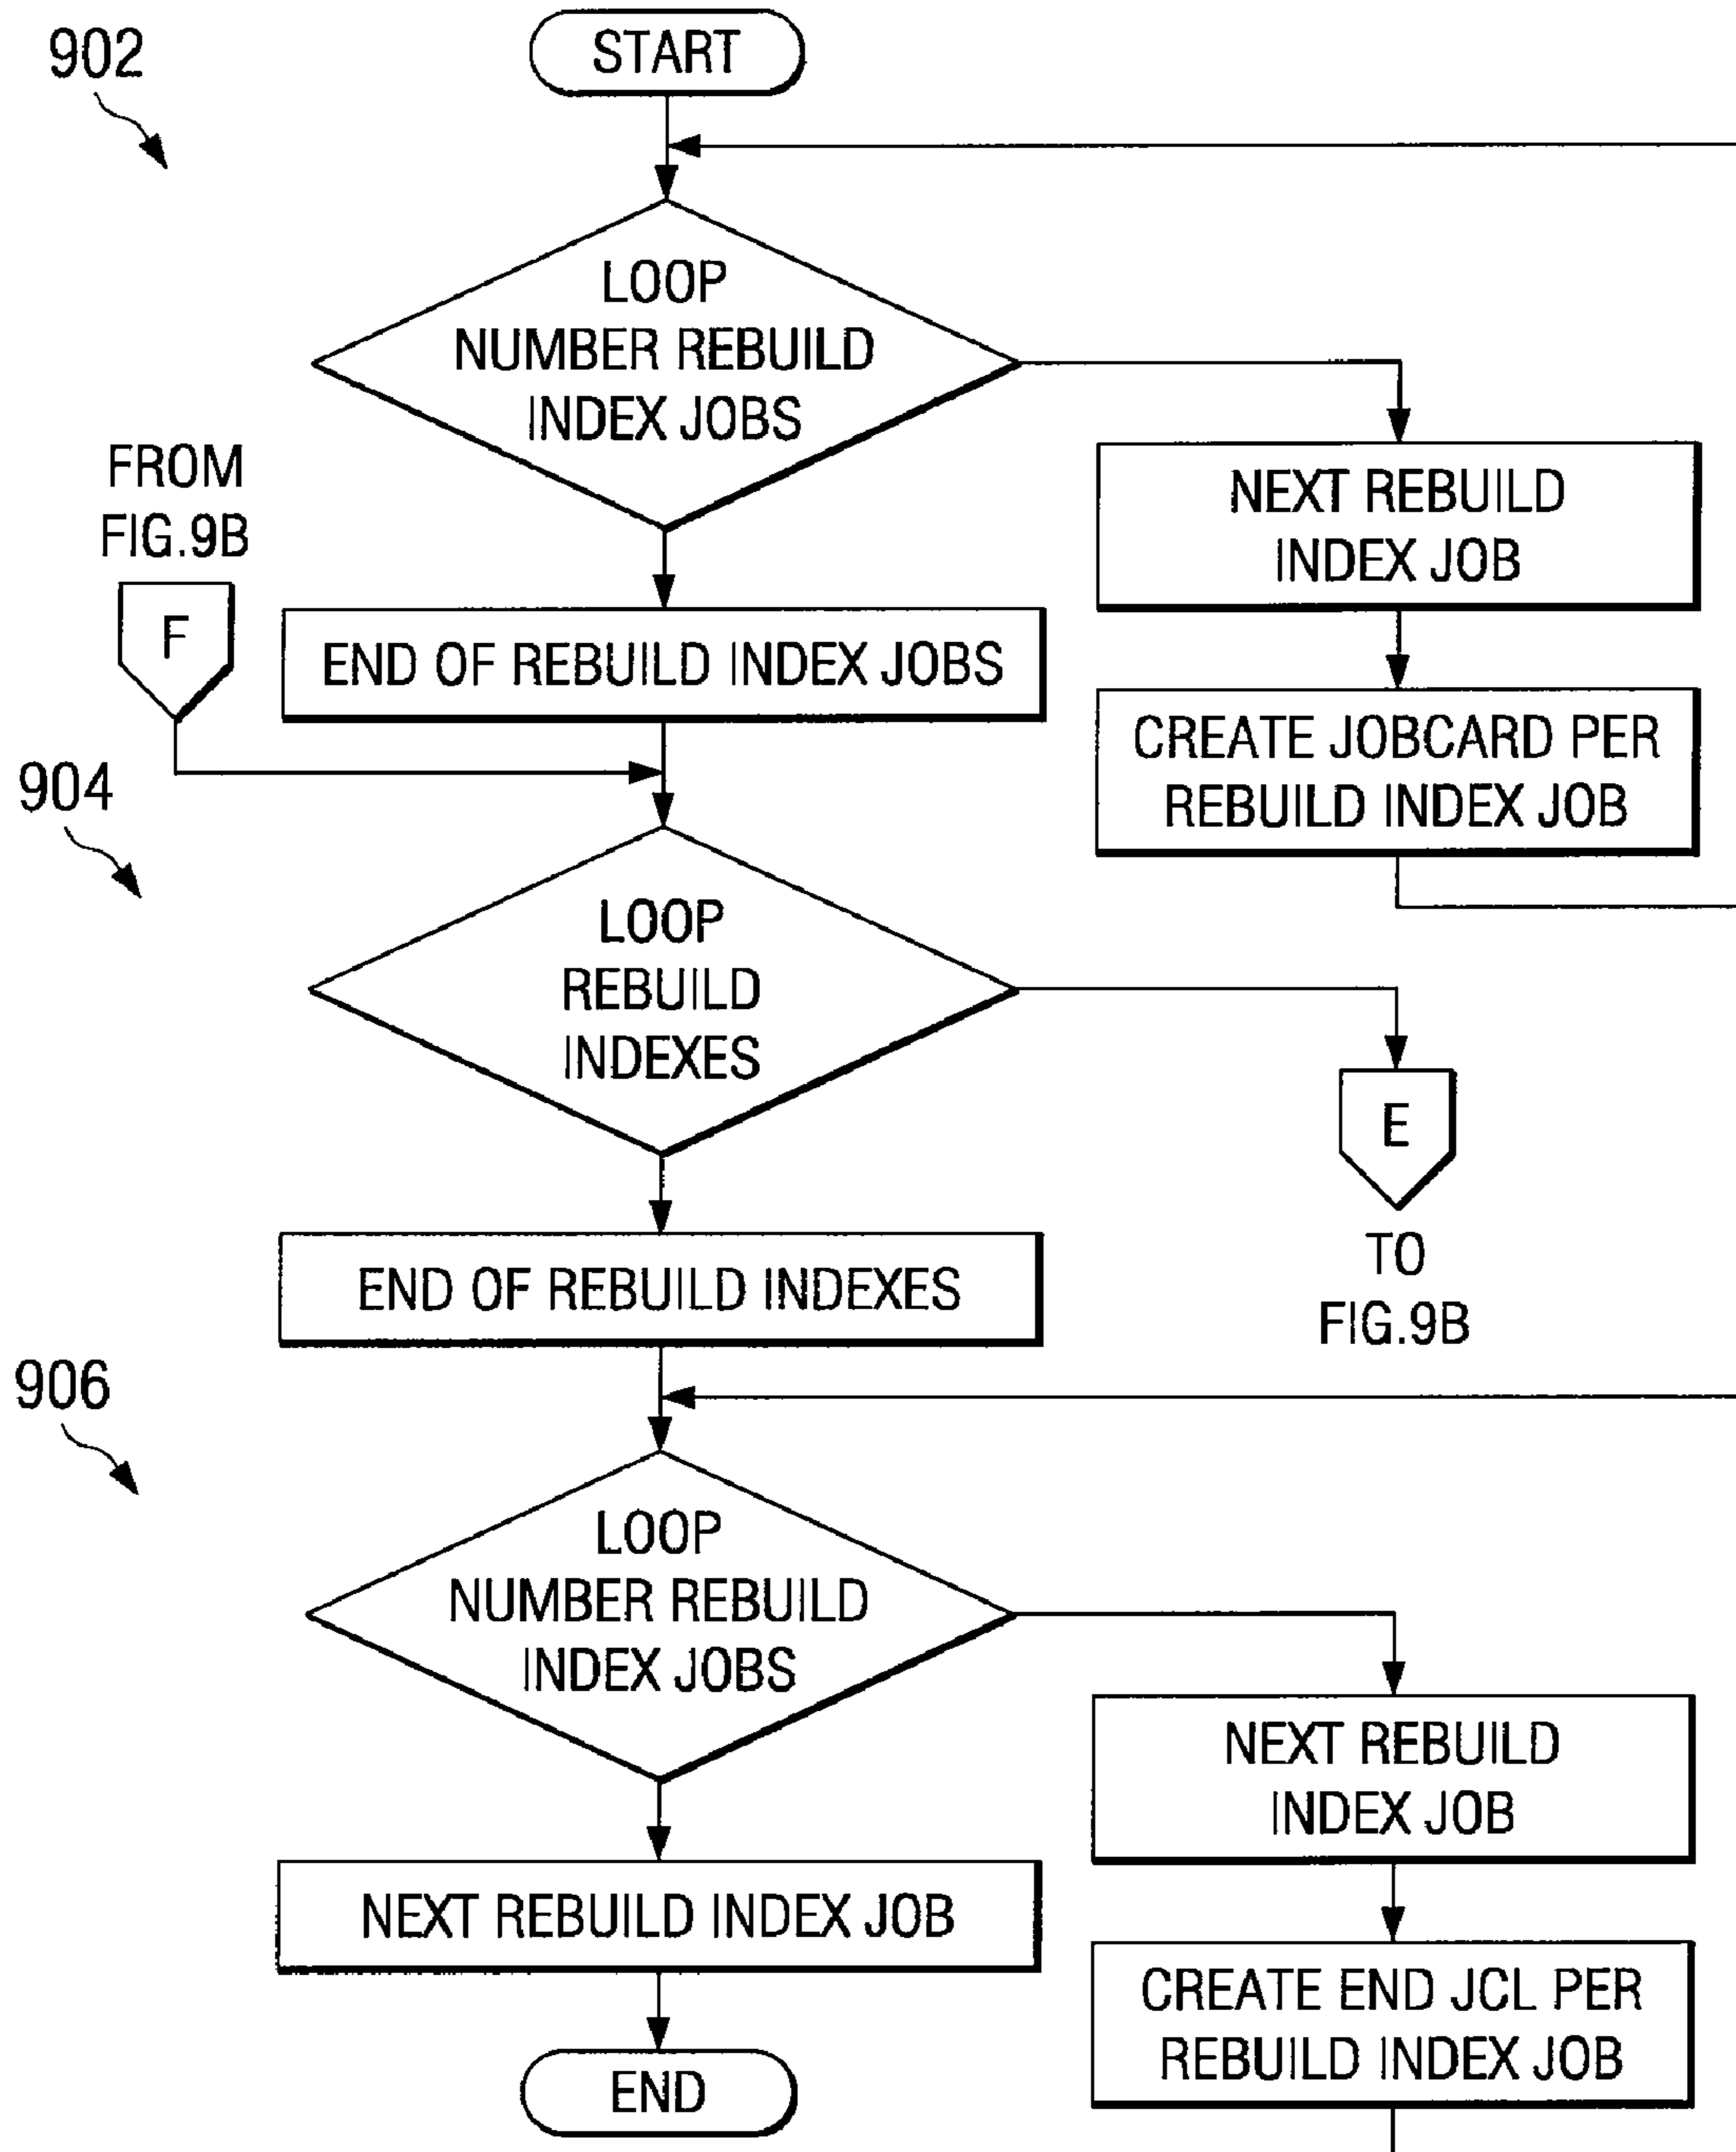 902
START
LOOP
NUMBER REBUILD
INDEX JOBS
NEXT REBUILD
INDEX JOB
FROM
FIG.9B
F
END OF REBUILD INDEX JOBS
CREATE JOBCARD PER
REBUILD INDEX JOB
904
LOOP
REBUILD
INDEXES
E
TO
FIG.9B
END OF REBUILD INDEXES
906
LOOP
NUMBER REBUILD
INDEX JOBS
NEXT REBUILD
INDEX JOB
NEXT REBUILD INDEX JOB
CREATE END JCL PER
REBUILD INDEX JOB
END